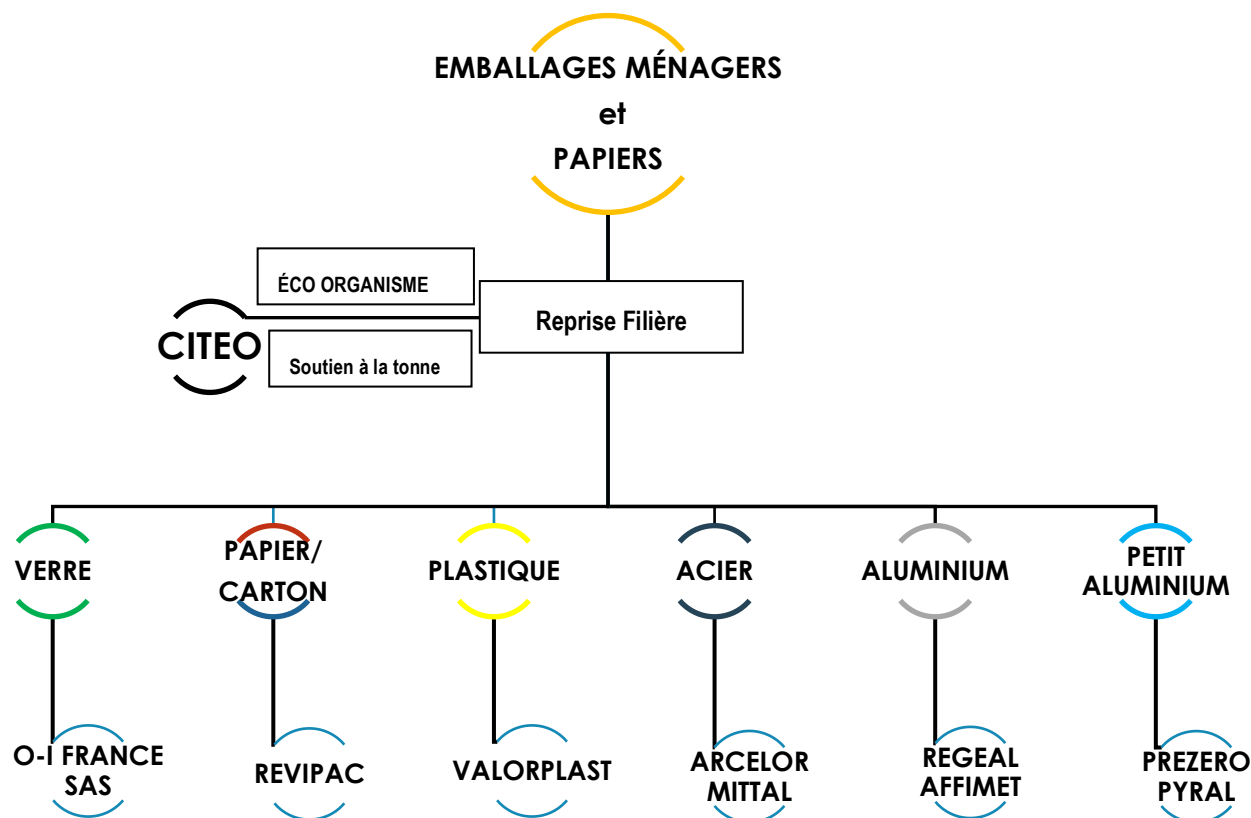 EMBALLAGES MÉNAGERS
et
PAPIERS
ÉCO ORGANISME
Reprise Filière
CITEO
Soutien à la tonne
VERRE
PAPIER/
CARTON
PLASTIQUE
ACIER
ALUMINIUM
PETIT
ALUMINIUM
O-I FRANCE
SAS
REVIPAC
VALORPLAST
ARCELOR
MITTAL
REGEAL
AFFIMET
PREZERO
PYRAL